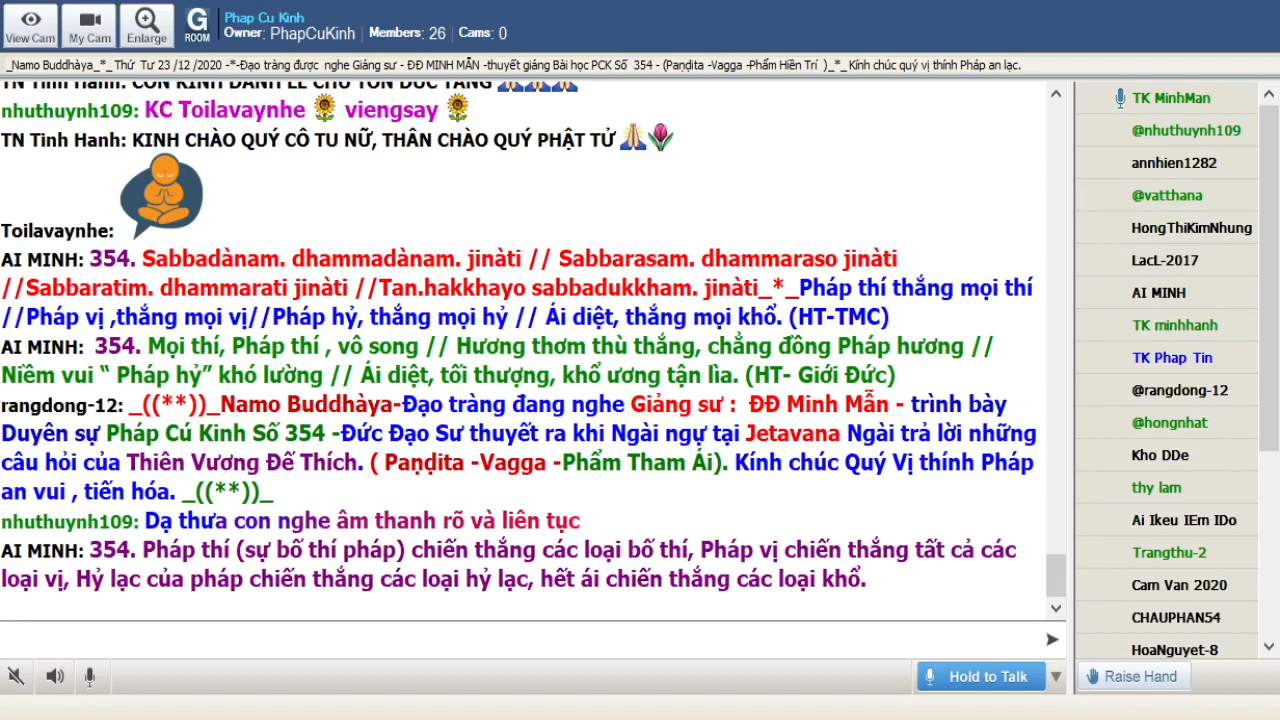 View Cam
My Cam
Enlarge
G
ROOM
Phap Cu Kinh
Owner: PhapCuKinh | Members: 26 | Cams: 0
_Namo Buddhàya_*_ Thứ Tư 23 /12 /2020 -*-Đạo tràng được nghe Giảng sư - ĐĐ MINH MẪN -thuyết giảng Bài học PCK Số 354 - (Paṇḍita -Vagga -Phẩm Hiền Trí )_*_ Kính chúc quý vị thính Pháp an lạc.
TN Tinh Hanh: CON KINH ĐẢNH LỄ CHƯ TÔN ĐỨC TĂNG
nhuthuynh109: KC Toilavaynhe 🌻 viengsay 🌻
TN Tinh Hanh: KINH CHÀO QUÝ CÔ TU NỮ, THÂN CHÀO QUÝ PHẬT TỬ
Toilavaynhe:
AI MINH: 354. Sabbadànam. dhammadànam. jinàti // Sabbarasam. dhammaraso jinàti
//Sabbaratim. dhammarati jinàti //Tan.hakkhayo sabbadukkham. jinàti_*_Pháp thí thắng mọi thí
//Pháp vị ,thắng mọi vị//Pháp hỷ, thắng mọi hỷ // Ái diệt, thắng mọi khổ. (HT-TMC)
AI MINH: 354. Mọi thí, Pháp thí , vô song // Hương thơm thù thắng, chẳng đồng Pháp hương //
Niềm vui “ Pháp hỷ” khó lường // Ái diệt, tối thượng, khổ ương tận lìa. (HT- Giới Đức)
rangdong-12: _((**))_Namo Buddhàya-Đạo tràng đang nghe Giảng sư : ĐĐ Minh Mẫn - trình bày
Duyên sự Pháp Cú Kinh Số 354 -Đức Đạo Sư thuyết ra khi Ngài ngự tại Jetavana Ngài trả lời những
câu hỏi của Thiên Vương Đế Thích. ( Paṇḍita -Vagga -Phẩm Tham Ái). Kính chúc Quý Vị thính Pháp
an vui , tiến hóa. _((**))_
nhuthuynh109: Dạ thưa con nghe âm thanh rõ và liên tục
AI MINH: 354. Pháp thí (sự bố thí pháp) chiến thắng các loại bố thí, Pháp vị chiến thắng tất cả các
loại vị, Hỷ lạc của pháp chiến thắng các loại hỷ lạc, hết ái chiến thắng các loại khổ.
Hold to Talk
TK MinhMan
@nhuthuynh109
annhien1282
@vatthana
HongThiKimNhung
LacL-2017
AI MINH
TK minhhanh
TK Phap Tin
@rangdong-12
@hongnhat
Kho DDe
thy lam
Ai lkeu IEm IDo
Trangthu-2
Cam Van 2020
CHAUPHAN54
HoaNguyet-8
Raise Hand